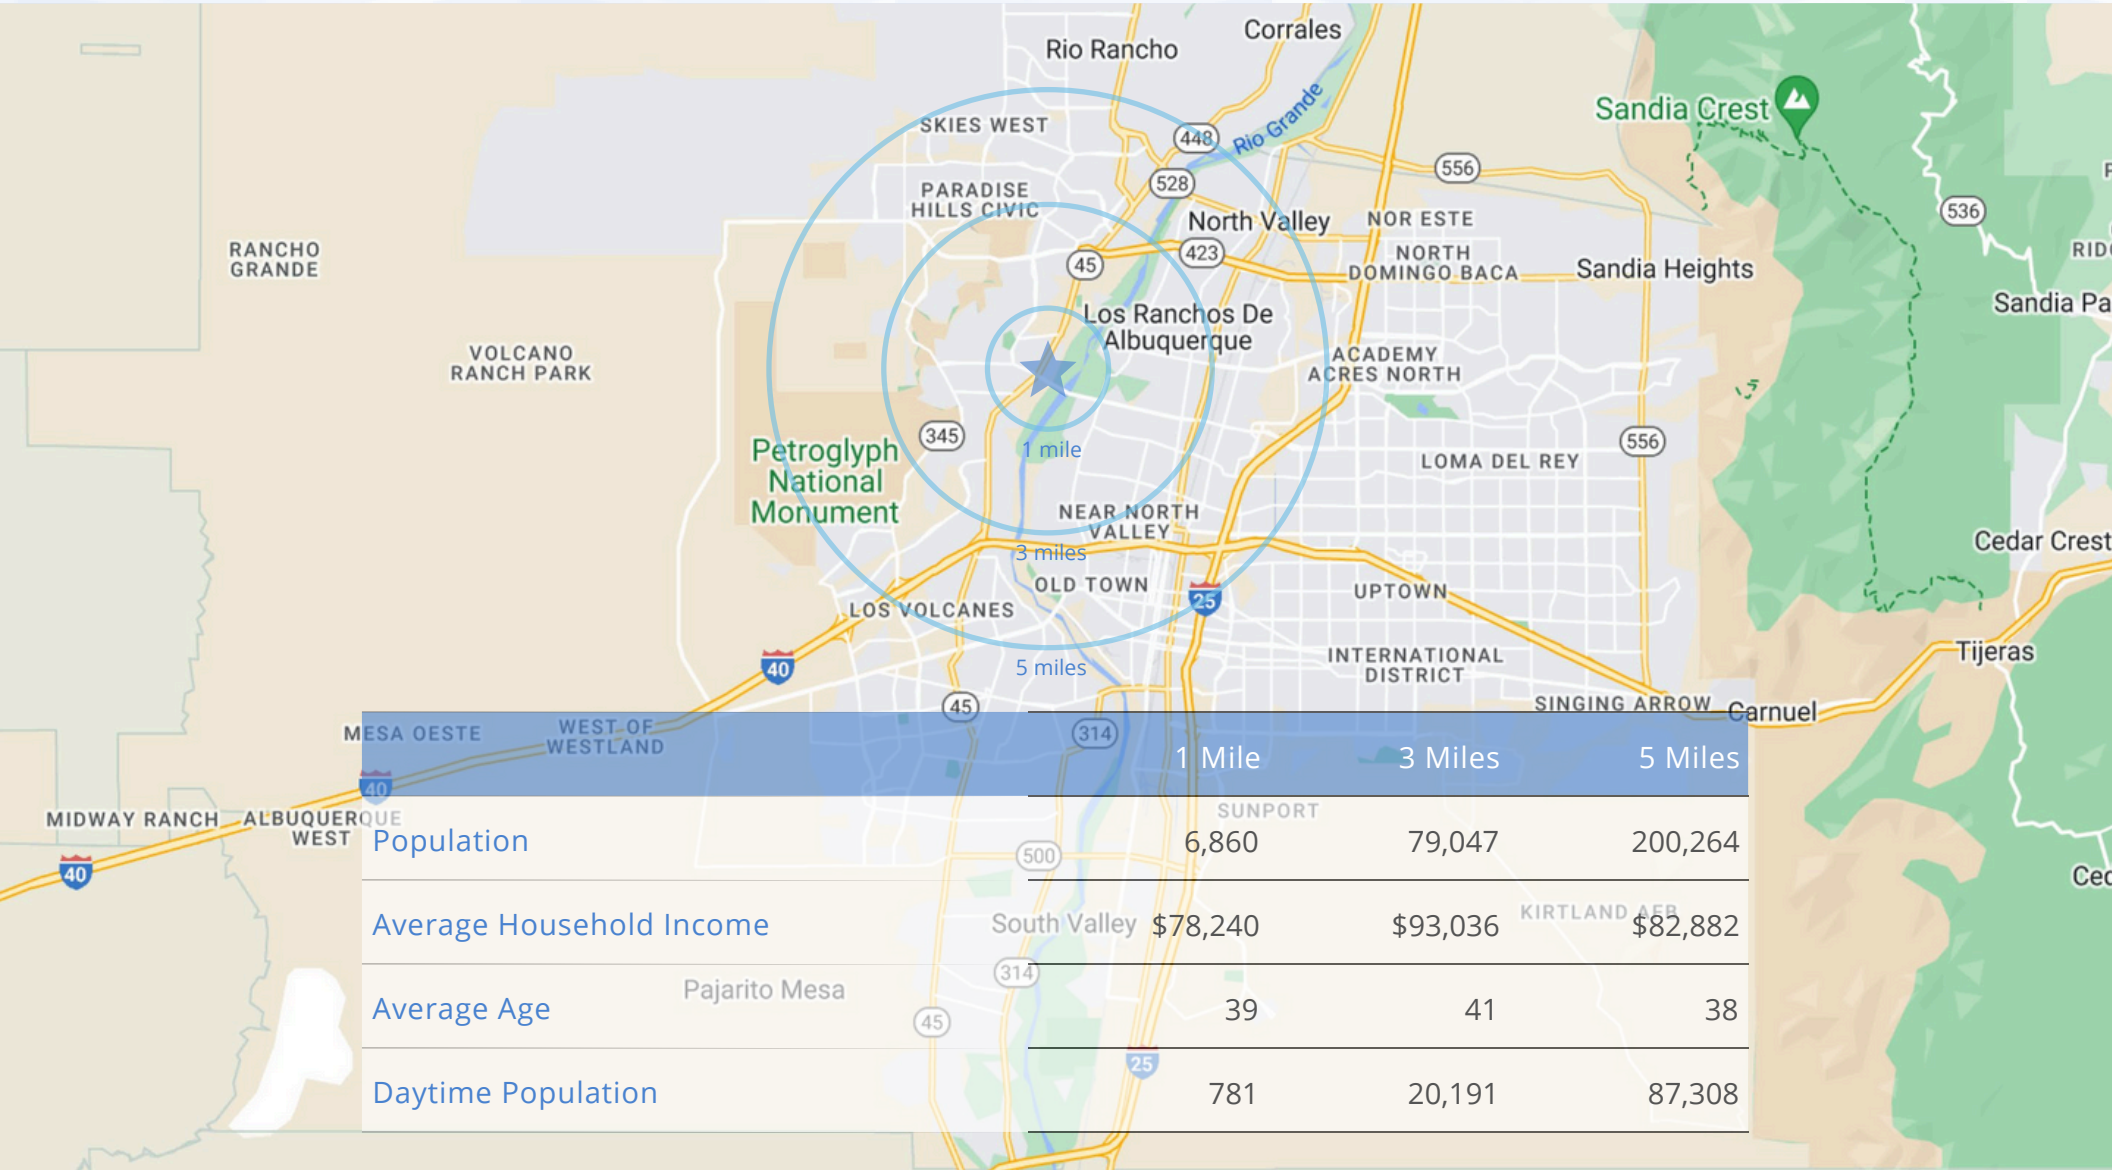 Corrales
Rio Rancho
Sandia Crest
SKIES WEST
448
Rio Grande
556
528
PARADISE
HILLS CIVIC
536
North Valley
NOR ESTE
RANCHO
GRANDE
423
45
NORTH
DOMINGO BACA
Sandia Heights
RIDG
Sandia Pa
Los Ranchos De
Albuquerque
VOLCANO
RANCH PARK
ACADEMY
ACRES NORTH
345
1 mile
556
Petroglyph
National
Monument
LOMA DEL REY
NEAR NORTH
VALLEY
3 miles
Cedar Crest
OLD TOWN
25
UPTOWN
LOS VOLCANES
40
5 miles
INTERNATIONAL
DISTRICT
Tijeras
45
SINGING ARROW
Carnuel
MESA OESTE
WEST OF
WESTLAND
314
1 Mile 3 Miles 5 Miles
40
MIDWAY RANCH
ALBUQUERQUE
WEST
SUNPORT
Population 6,860 79,047 200,264
500
40
Ced
KIRTLAND AFB
South Valley
Average Household Income $78,240 $93,036 $82,882
314
Pajarito Mesa
Average Age 39 41 38
45
25
Daytime Population 781 20,191 87,308